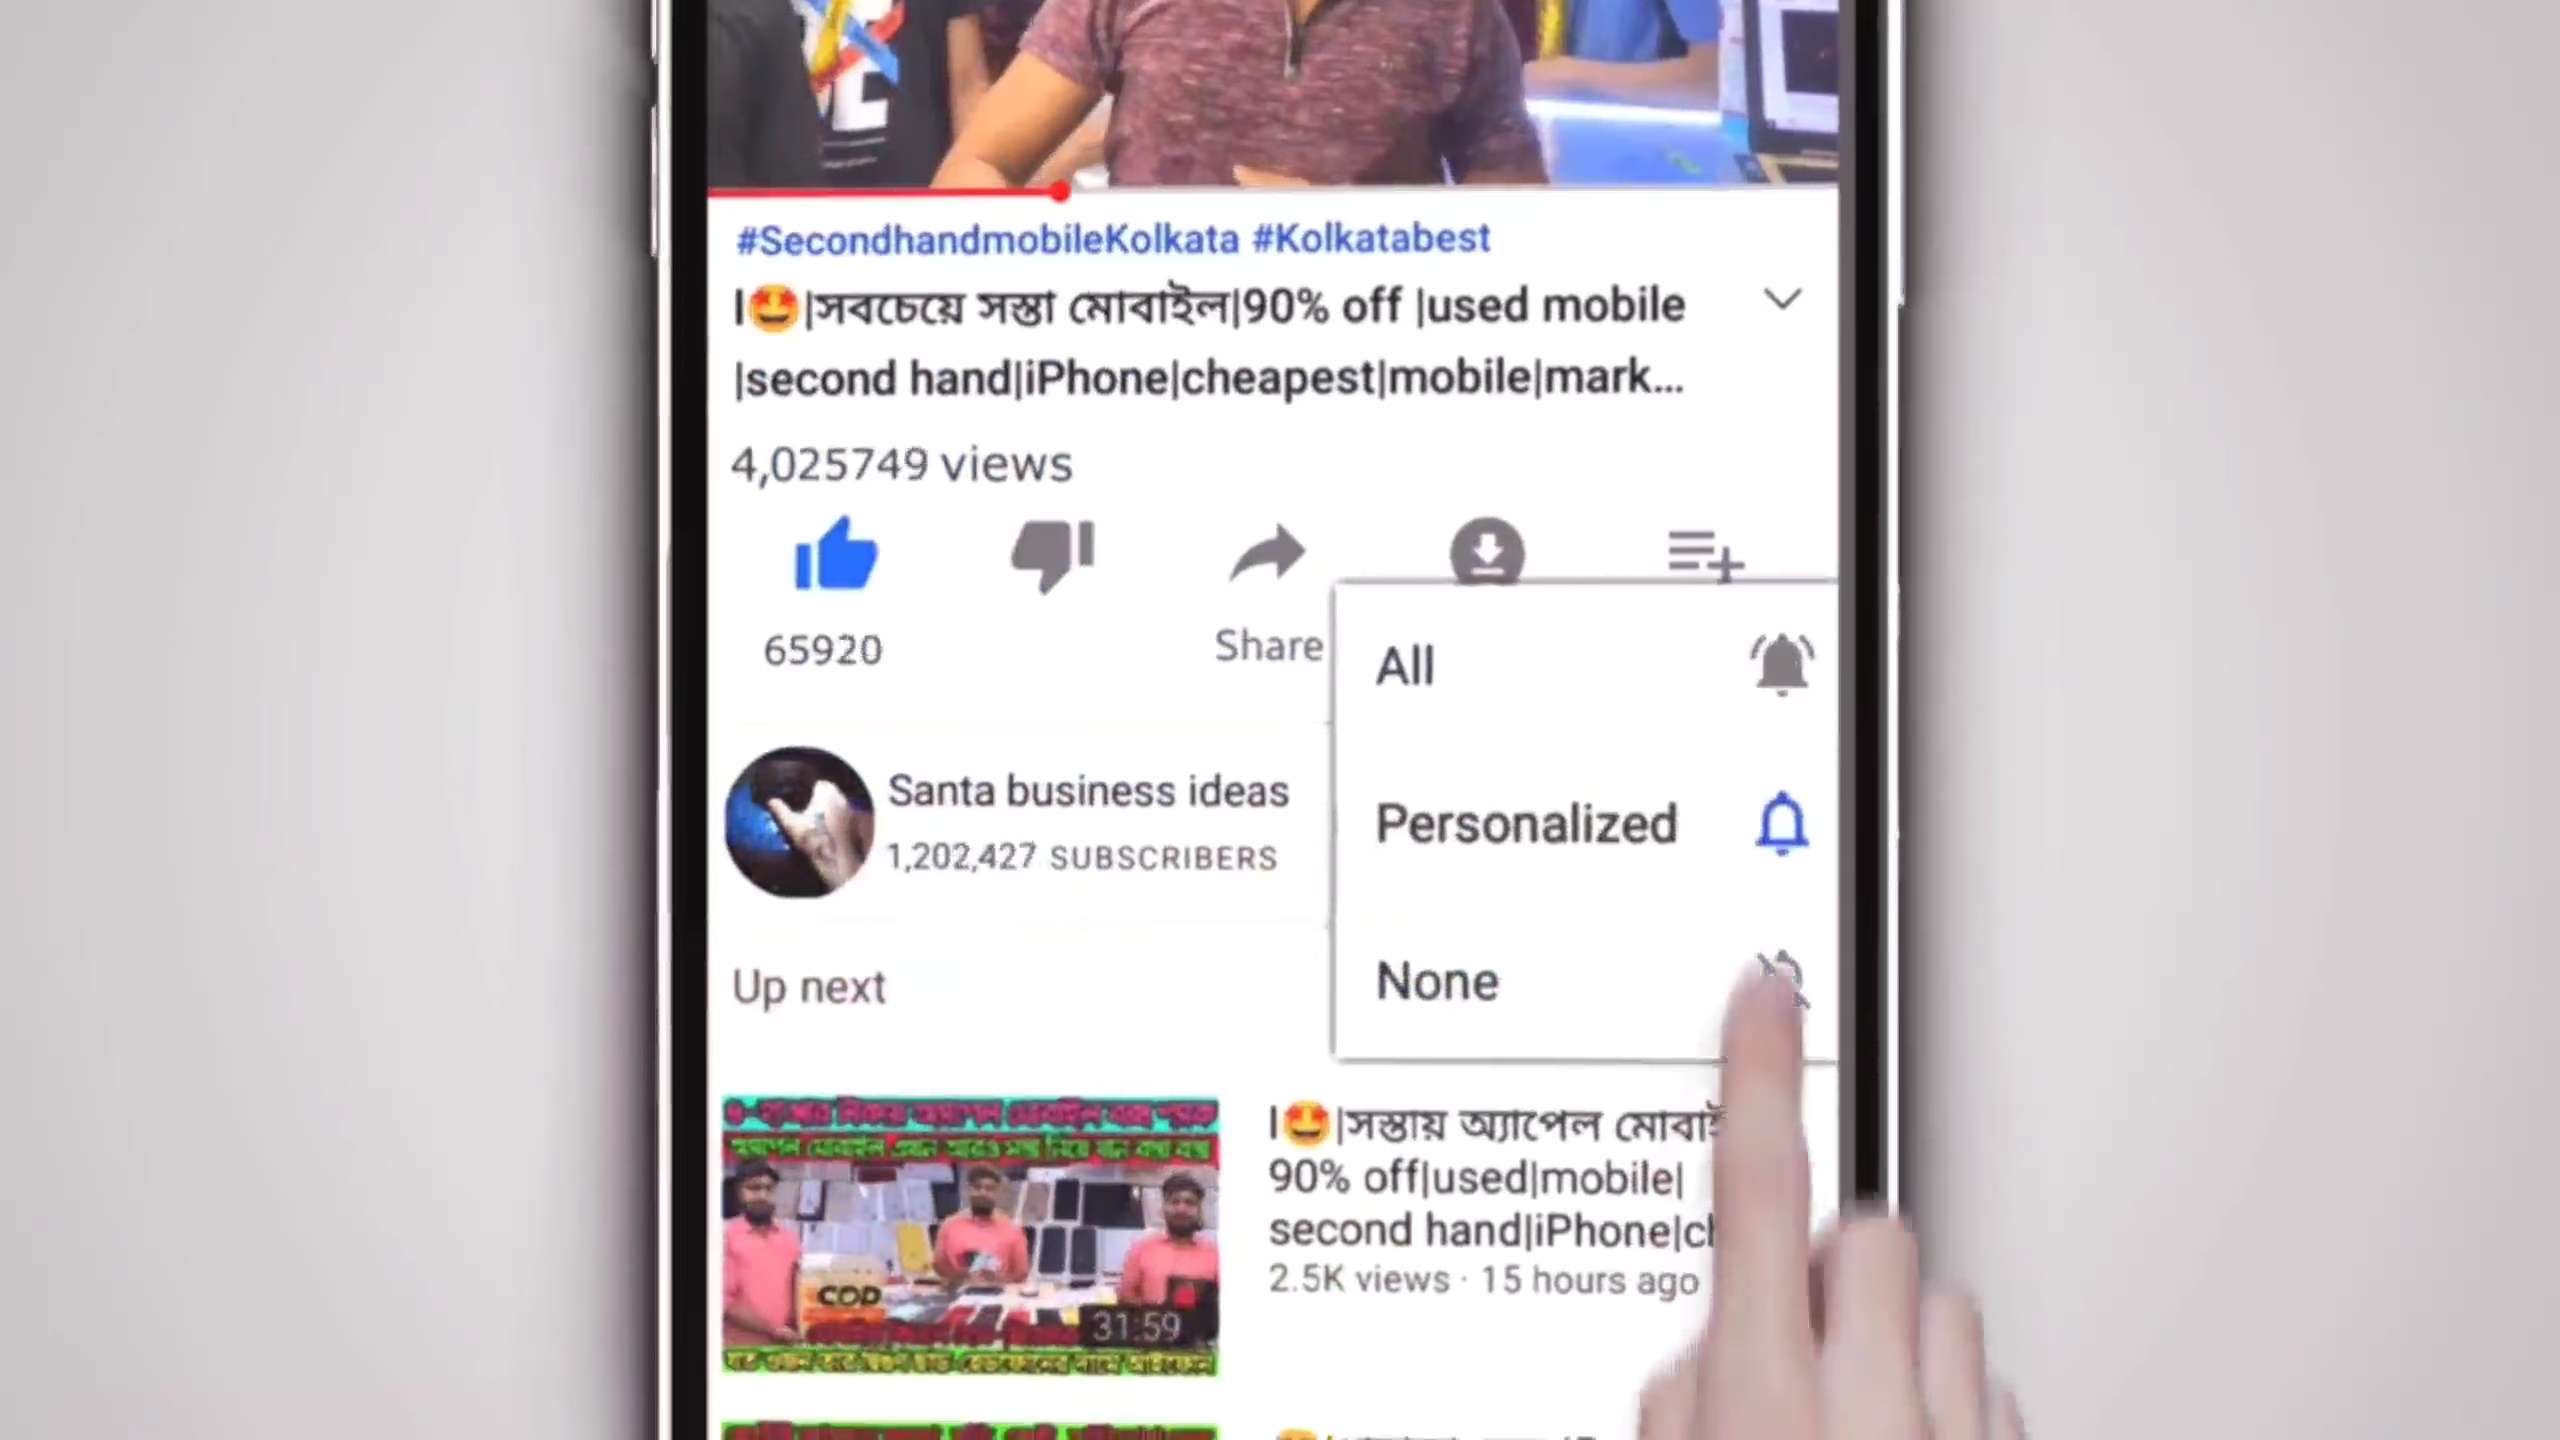 #SecondhandmobileKolkata #Kolkatabest
I🤩|সবচেয়ে সস্তা মোবাইল|90% off |used mobile
|second hand|iPhone|cheapest|mobile|mark...
4,025749 views
65920
Share
All
Personalized
None
Santa business ideas
1,202,427 SUBSCRIBERS
Up next
I🤩|সস্তায় অ্যাপেল
90% off|used|mobile|
second hand|iPhone|
2.5K views · 15 hours ago
COD
31:59